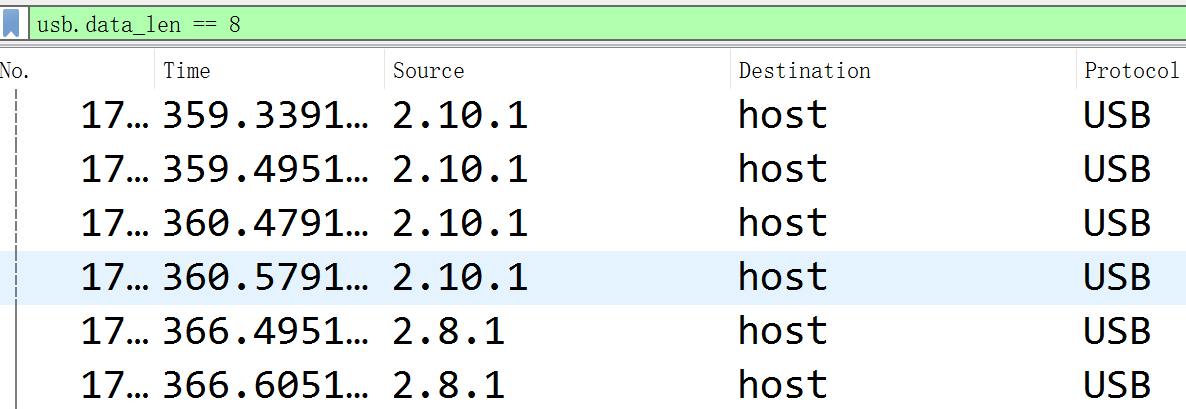 usb.data_len == 8
No. Time Source Destination Protocol
17… 359.3391… 2.10.1 host USB
17… 359.4951… 2.10.1 host USB
17… 360.4791… 2.10.1 host USB
17… 360.5791… 2.10.1 host USB
17… 366.4951… 2.8.1 host USB
17… 366.6051… 2.8.1 host USB